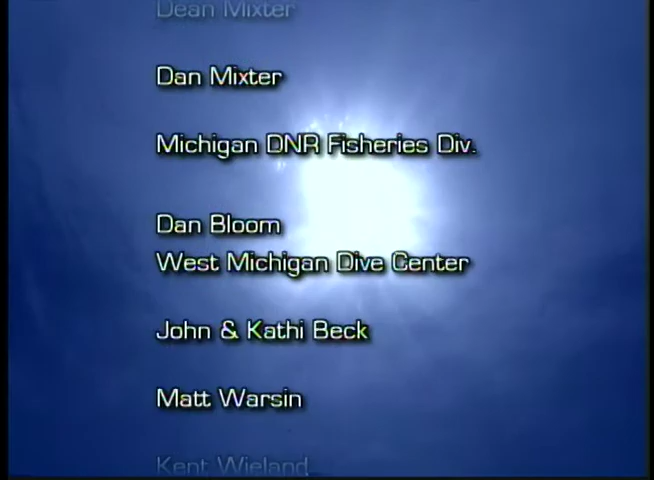 Dean Mixter
Dan Mixter
Michigan DNR Fisheries Div.
Dan Bloom
West Michigan Dive Center
John & Kathi Beck
Matt Warsin
Kent Wieland